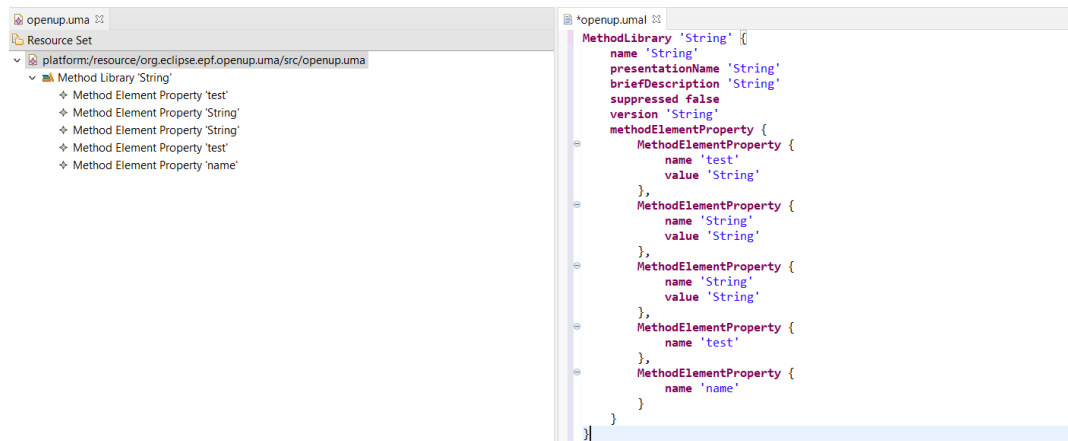 openup.uma
Resource Set
platform:/resource/org.eclipse.epf.openup.uma/src/openup.uma
Method Library 'String'
Method Element Property 'test'
Method Element Property 'String'
Method Element Property 'String'
Method Element Property 'test'
Method Element Property 'name'
*openup.umal
MethodLibrary 'String' {
name 'String'
presentationName 'String'
briefDescription 'String'
suppressed false
version 'String'
methodElementProperty {
MethodElementProperty {
name 'test'
value 'String'
},
MethodElementProperty {
name 'String'
value 'String'
},
MethodElementProperty {
name 'String'
value 'String'
},
MethodElementProperty {
name 'test'
},
MethodElementProperty {
name 'name'
}
}
}